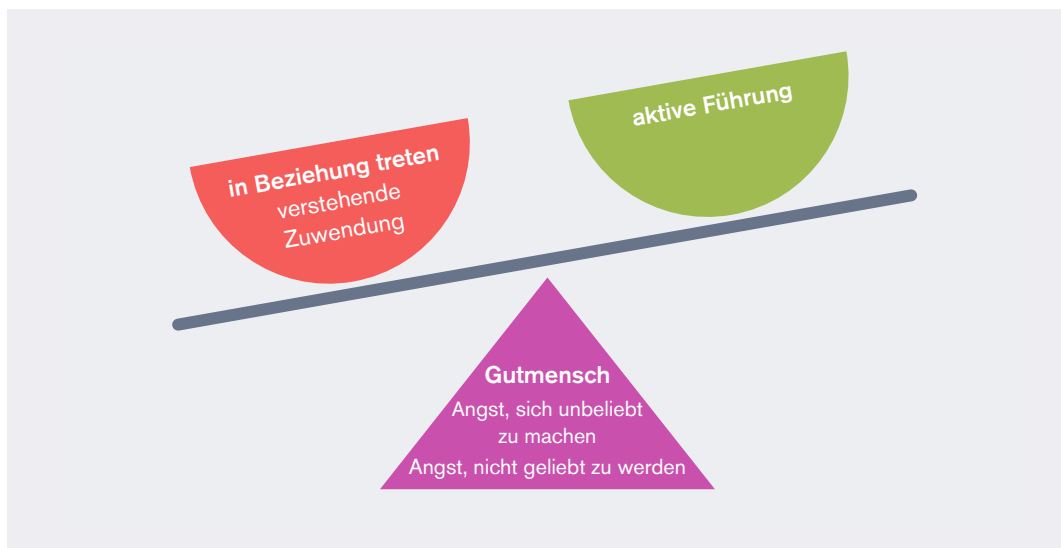 in Beziehung treten
verstehende
Zuwendung
aktive Führung
Gutmensch
Angst, sich unbeliebt
zu machen
Angst, nicht geliebt zu werden